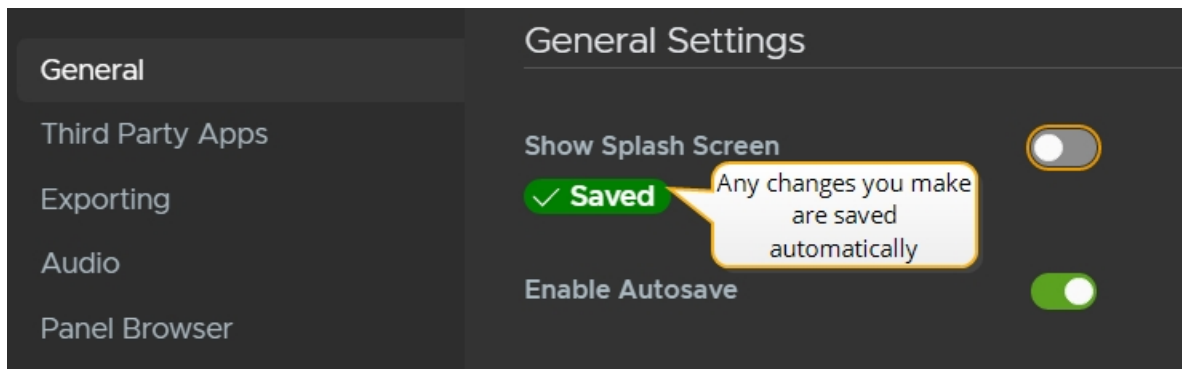 General
Third Party Apps
Exporting
Audio
Panel Browser
General Settings
Show Splash Screen
Saved
Any changes you make
are saved
automatically
Enable Autosave